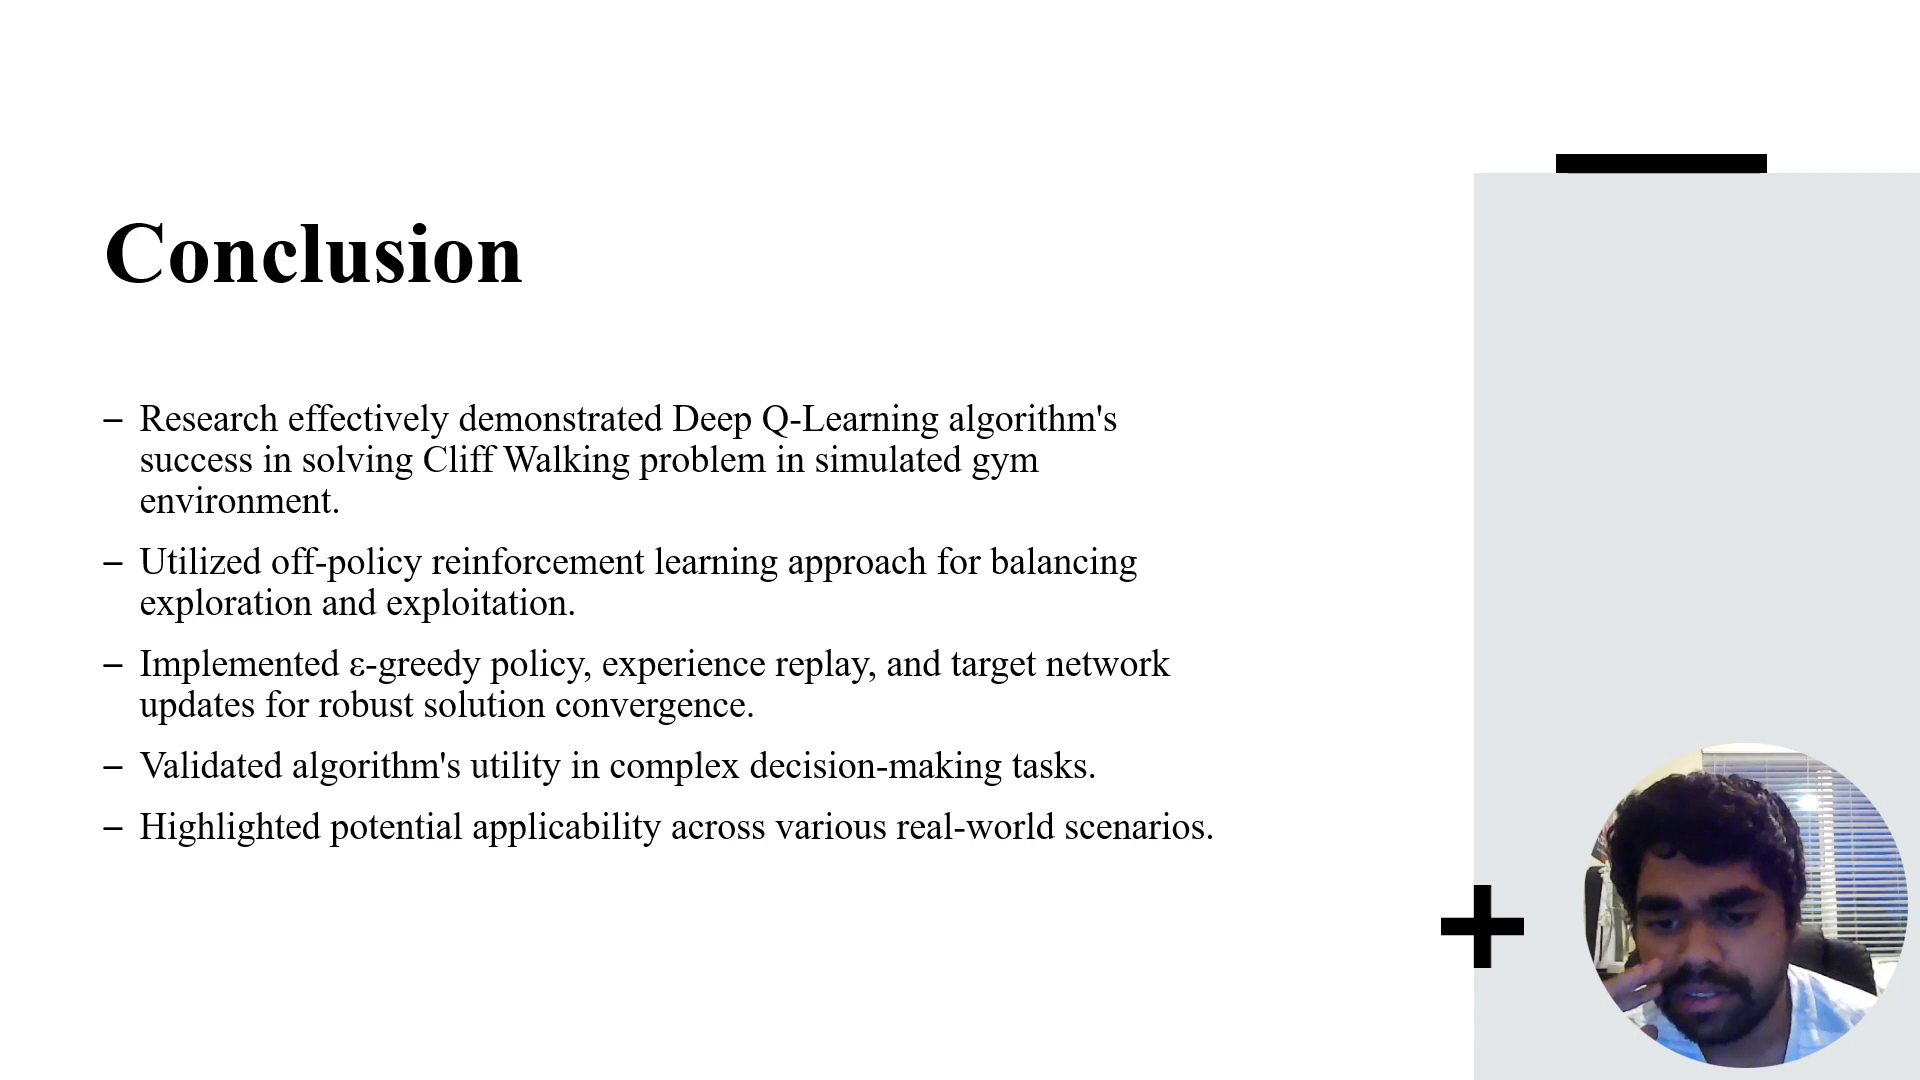 Conclusion
– Research effectively demonstrated Deep Q-Learning algorithm's
success in solving Cliff Walking problem in simulated gym
environment.
– Utilized off-policy reinforcement learning approach for balancing
exploration and exploitation.
– Implemented ε-greedy policy, experience replay, and target network
updates for robust solution convergence.
– Validated algorithm's utility in complex decision-making tasks.
– Highlighted potential applicability across various real-world scenarios.